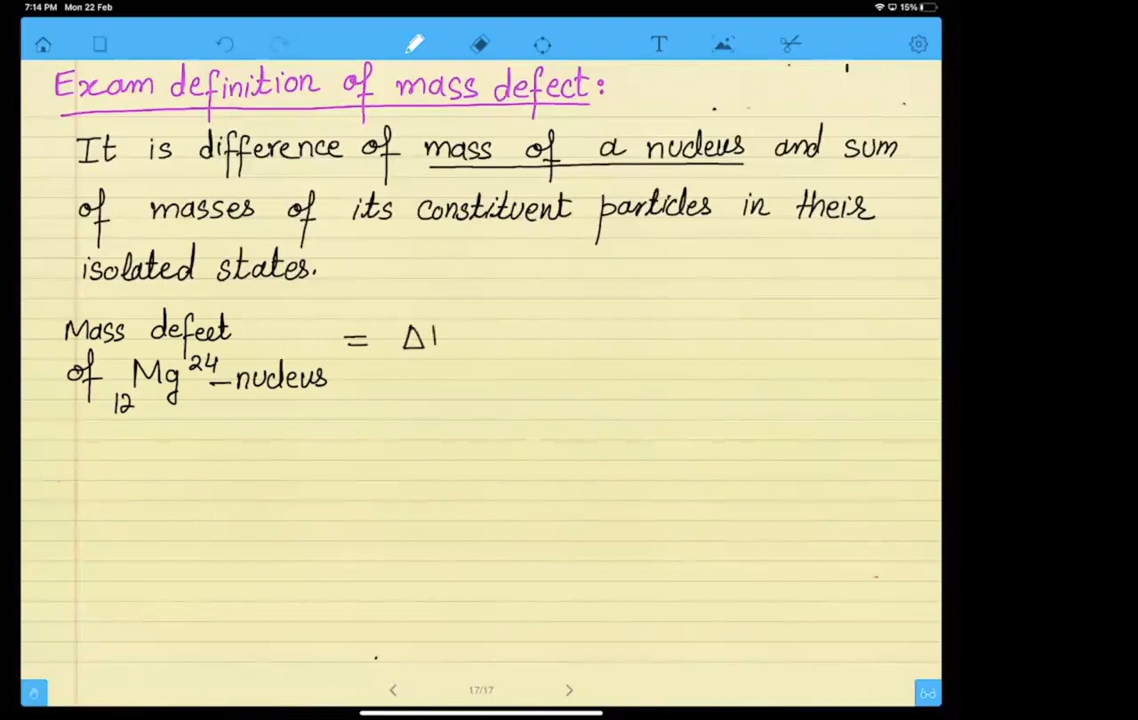 7:14 PM Mon 22 Feb
15%
T
Exam definition of mass defect:
It is difference of mass of a nucleus and sum
of masses of its constituent particles in their
isolated states.
Mass defect
of ₁₂Mg²⁴-nucleus = Δ
17/17